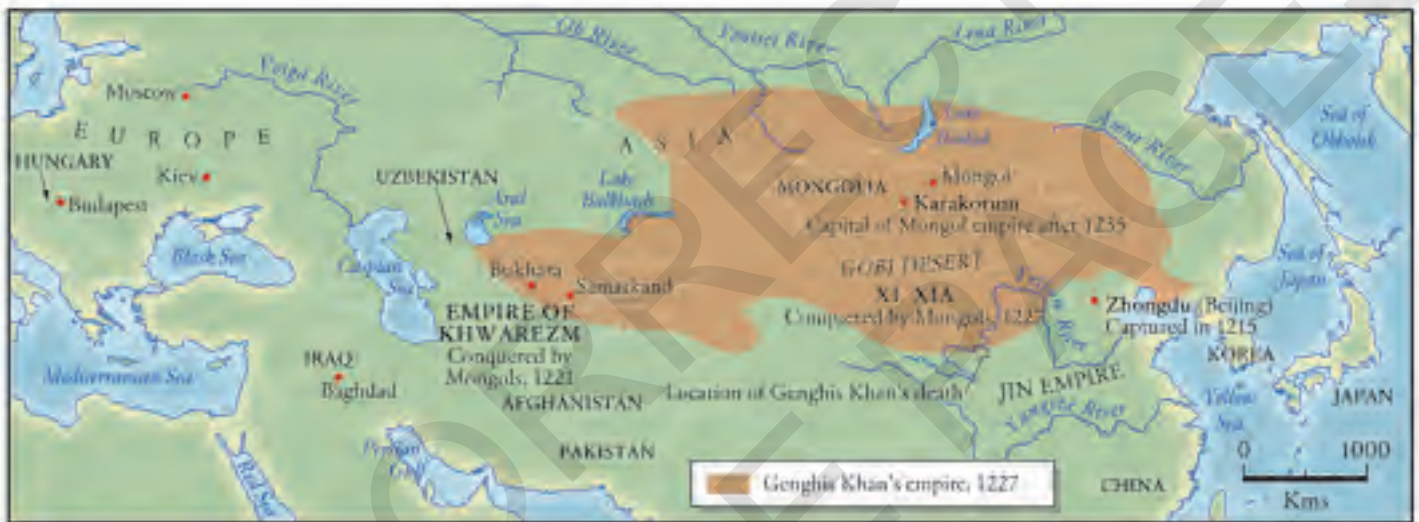 Ob River
Yenisei River
Lena River
Volga River
Moscow
Sea of
Okhotsk
EUROPE
ASIA
Lake
Amur River
HUNGARY
Kiev
UZBEKISTAN
Lake
Balkhash
MONGOLIA
Mongol
Budapest
Aral
Sea
Karakorum
Capital of Mongol empire after 1235
Black Sea
Caspian
Sea
GOBI DESERT
Sea of
Japan
Bukhara
Samarkand
XI XIA
Conquered by Mongols, 1227
River
Zhongdu (Beijing)
Captured in 1215
EMPIRE OF
KHWAREZM
Conquered by
Mongols, 1221
IRAQ
Baghdad
KOREA
Mediterranean Sea
AFGHANISTAN
Location of Genghis Khan's death
JIN EMPIRE
Yangtze River
Yellow
Sea
JAPAN
Persian
Gulf
PAKISTAN
Red Sea
0 1000
Kms
Genghis Khan's empire, 1227
CHINA